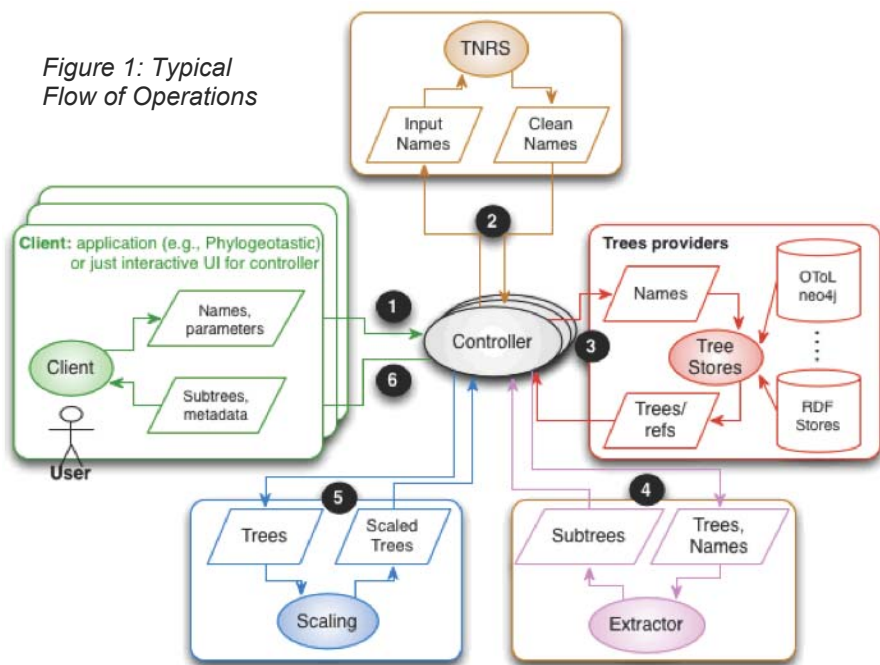 Figure 1: Typical
Flow of Operations
TNRS
Input
Names
Clean
Names
2
Client: application (e.g., Phylogeotastic)
or just interactive UI for controller
Names,
parameters
Client
Subtrees,
metadata
User
1
6
Controller
3
Trees providers
Names
OToL
neo4j
Tree
Stores
Trees/
refs
RDF
Stores
5
Trees
Scaled
Trees
Scaling
4
Subtrees
Trees,
Names
Extractor